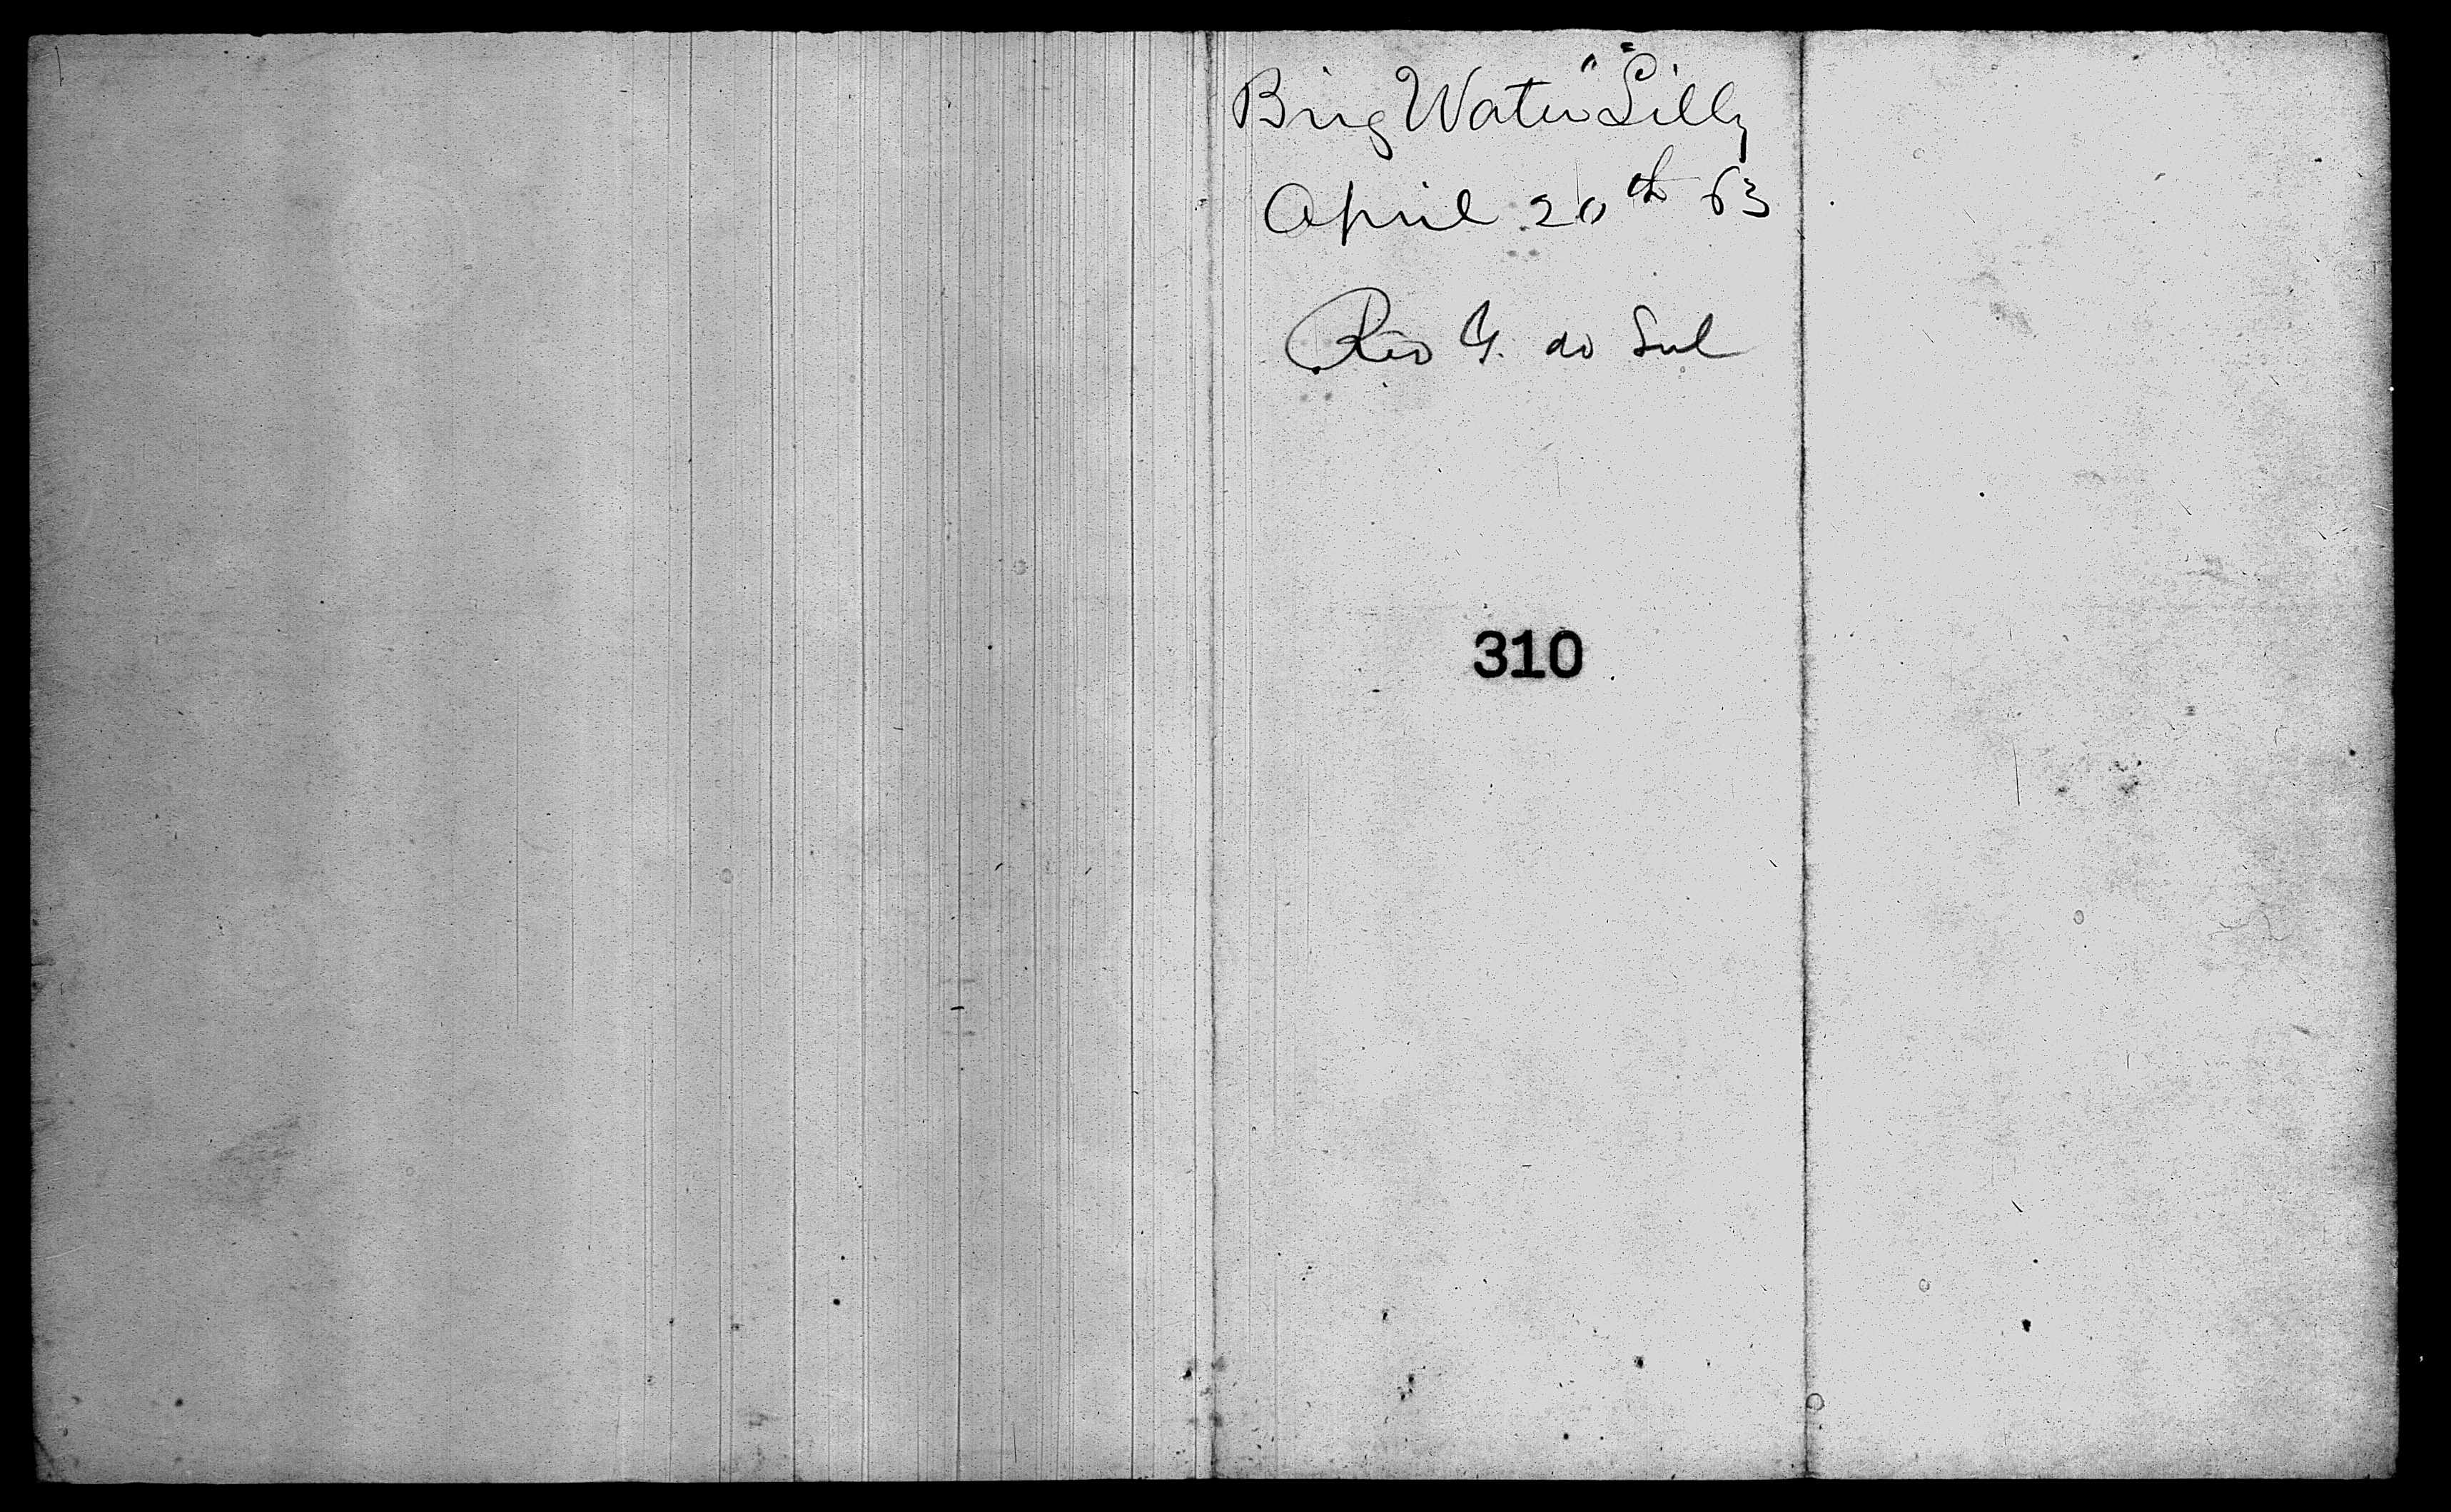 Brig Water "Lilly"
April 20th 63
Rio G. do Sul
310